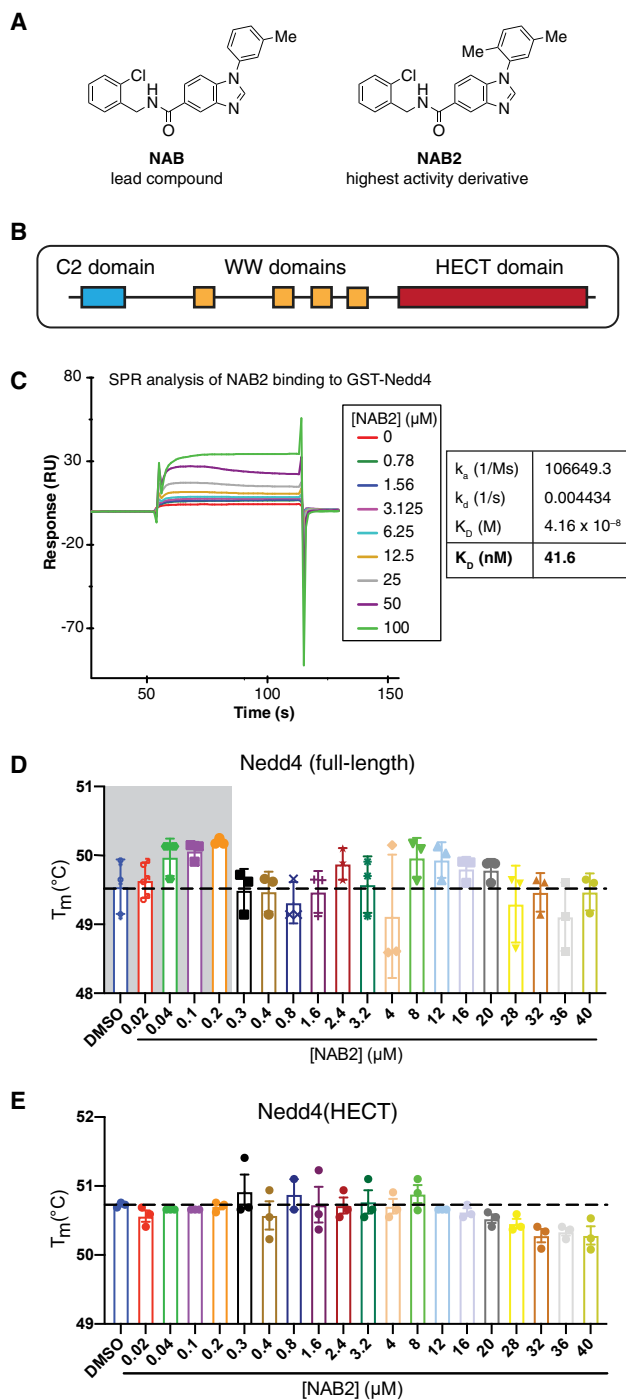 A
Me
Cl
H
N
O
N
N
NAB
lead compound
Me
Me
Cl
H
N
O
N
N
NAB2
highest activity derivative
B
C2 domain WW domains HECT domain
C
SPR analysis of NAB2 binding to GST-Nedd4
80
30
-20
-70
Response (RU)
50 100 150
Time (s)
[NAB2] (μM)
0
0.78
1.56
3.125
6.25
12.5
25
50
100
ka (1/Ms) 106649.3
kd (1/s) 0.004434
KD (M) 4.16 x 10⁻⁸
KD (nM) 41.6
D
Nedd4 (full-length)
51
50
49
48
Tm(°C)
DMSO 0.02 0.04 0.1 0.2 0.3 0.4 0.8 1.6 2.4 3.2 4 8 12 16 20 28 32 36 40
[NAB2] (μM)
E
Nedd4(HECT)
52
51
50
49
Tm(°C)
DMSO 0.02 0.04 0.1 0.2 0.3 0.4 0.8 1.6 2.4 3.2 4 8 12 16 20 28 32 36 40
[NAB2] (μM)